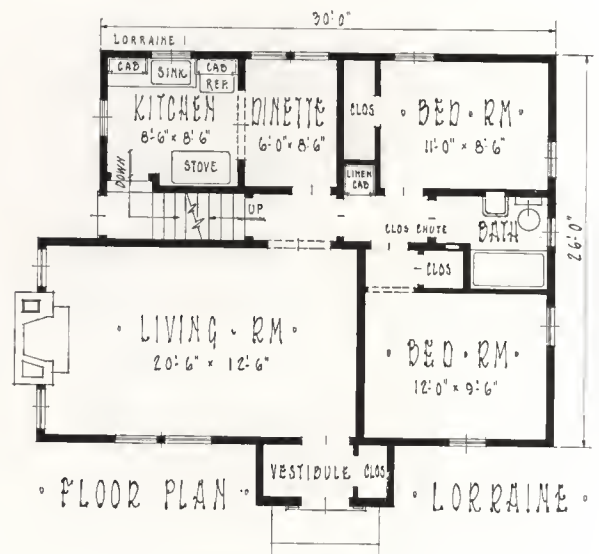 30'-0"
LORRAINE 1
CAB
SINK
CAB
REF.
KITCHEN
8'-6" x 8'-6"
STOVE
DINETTE
6'-0" x 8'-6"
CLOS
LINEN
CAB
BED • RM
11'-0" x 8'-6"
DOWN
UP
CLOS CHUTE
BATH
26'-0"
CLOS
LIVING - RM
20'-6" x 12'-6"
BED • RM
12'-0" x 9'-6"
VESTIBULE
CLOS
FLOOR PLAN
LORRAINE